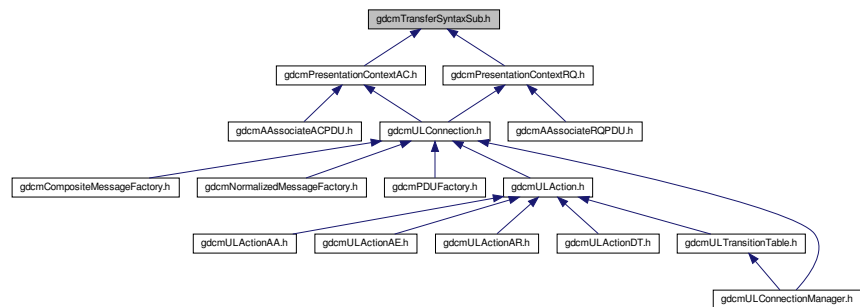 gdcmTransferSyntaxSub.h
gdcmPresentationContextAC.h
gdcmPresentationContextRQ.h
gdcmAAssociateACPDU.h
gdcmULConnection.h
gdcmAAssociateRQPDU.h
gdcmCompositeMessageFactory.h
gdcmNormalizedMessageFactory.h
gdcmPDUFactory.h
gdcmULAction.h
gdcmULActionAA.h
gdcmULActionAE.h
gdcmULActionAR.h
gdcmULActionDT.h
gdcmULTransitionTable.h
gdcmULConnectionManager.h